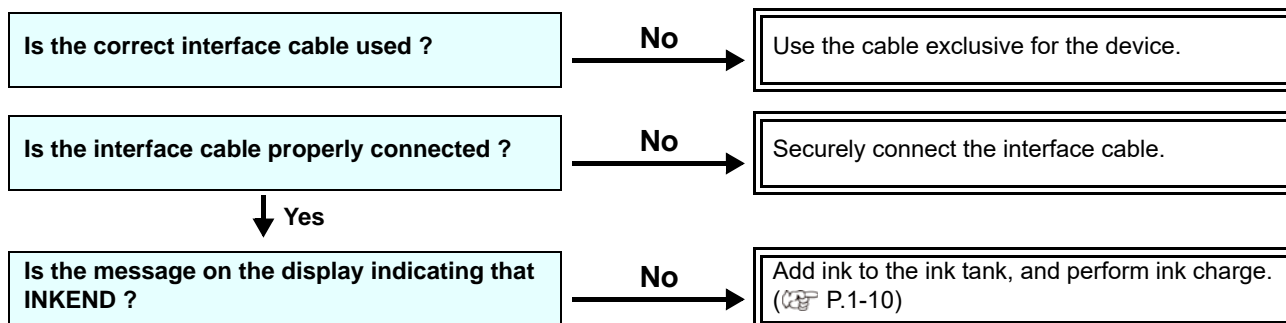 Is the correct interface cable used ?
No
Use the cable exclusive for the device.
Is the interface cable properly connected ?
No
Securely connect the interface cable.
Yes
Is the message on the display indicating that
INKEND ?
No
Add ink to the ink tank, and perform ink charge.
( P.1-10)